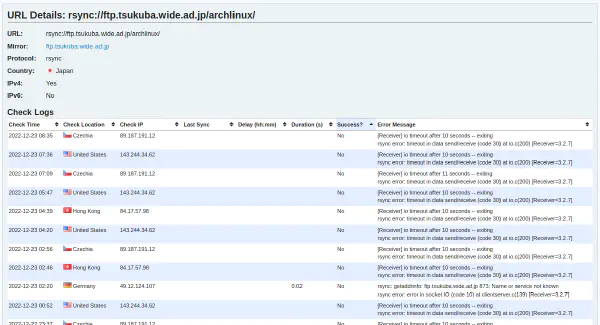 URL Details: rsync://ftp.tsukuba.wide.ad.jp/archlinux/
URL: rsync://ftp.tsukuba.wide.ad.jp/archlinux/
Mirror: ftp.tsukuba.wide.ad.jp
Protocol: rsync
Country: Japan
IPv4: Yes
IPv6: No
Check Logs
Check Time Check Location Check IP Last Sync Delay (hh:mm) Duration (s) Success? Error Message
2022-12-23 08:35 Czechia 89.187.191.12 No [Receiver] io timeout after 10 seconds -- exiting
rsync error: timeout in data send/receive (code 30) at io.c(200) [Receiver=3.2.7]
2022-12-23 07:36 United States 143.244.34.62 No [Receiver] io timeout after 10 seconds -- exiting
rsync error: timeout in data send/receive (code 30) at io.c(200) [Receiver=3.2.7]
2022-12-23 07:09 Czechia 89.187.191.12 No [Receiver] io timeout after 11 seconds -- exiting
rsync error: timeout in data send/receive (code 30) at io.c(200) [Receiver=3.2.7]
2022-12-23 05:47 United States 143.244.34.62 No [Receiver] io timeout after 10 seconds -- exiting
rsync error: timeout in data send/receive (code 30) at io.c(200) [Receiver=3.2.7]
2022-12-23 04:39 Hong Kong 84.17.57.98 No [Receiver] io timeout after 10 seconds -- exiting
rsync error: timeout in data send/receive (code 30) at io.c(200) [Receiver=3.2.7]
2022-12-23 04:20 United States 143.244.34.62 No [Receiver] io timeout after 10 seconds -- exiting
rsync error: timeout in data send/receive (code 30) at io.c(200) [Receiver=3.2.7]
2022-12-23 02:56 Czechia 89.187.191.12 No [Receiver] io timeout after 10 seconds -- exiting
rsync error: timeout in data send/receive (code 30) at io.c(200) [Receiver=3.2.7]
2022-12-23 02:46 Hong Kong 84.17.57.98 No [Receiver] io timeout after 10 seconds -- exiting
rsync error: timeout in data send/receive (code 30) at io.c(200) [Receiver=3.2.7]
2022-12-23 02:20 Germany 49.12.124.107 0.02 No rsync: getaddrinfo: ftp.tsukuba.wide.ad.jp 873: Name or service not known
rsync error: error in socket IO (code 10) at clientserver.c(139) [Receiver=3.2.7]
2022-12-23 00:52 United States 143.244.34.62 No [Receiver] io timeout after 10 seconds -- exiting
rsync error: timeout in data send/receive (code 30) at io.c(200) [Receiver=3.2.7]
Czechia 89.187.191.12 No [Receiver] io timeout after 10 seconds -- exiting